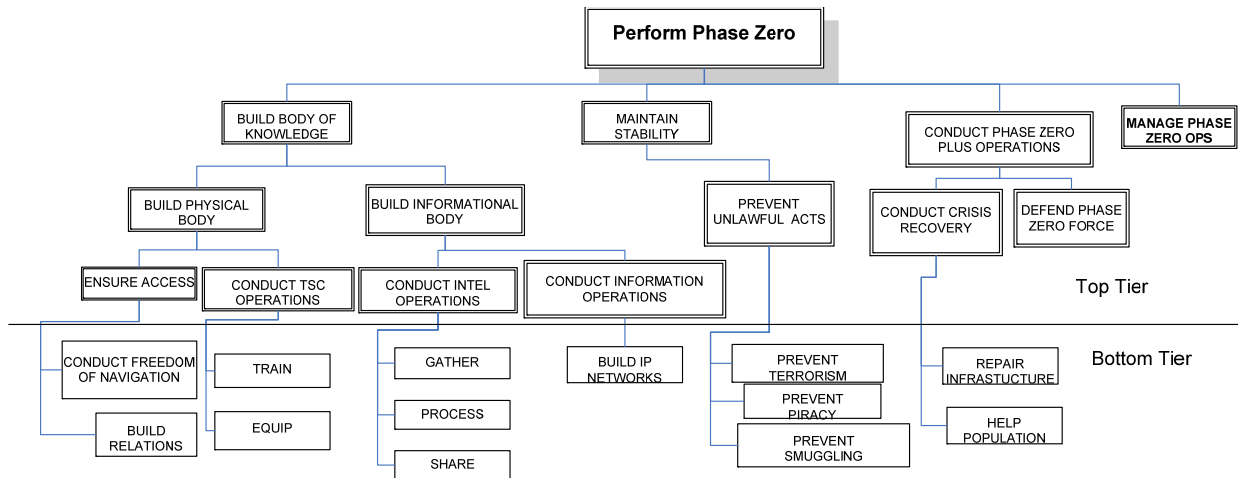 Perform Phase Zero
BUILD BODY OF
KNOWLEDGE
MAINTAIN
STABILITY
CONDUCT PHASE ZERO
PLUS OPERATIONS
MANAGE PHASE
ZERO OPS
BUILD PHYSICAL
BODY
BUILD INFORMATIONAL
BODY
PREVENT
UNLAWFUL ACTS
CONDUCT CRISIS
RECOVERY
DEFEND PHASE
ZERO FORCE
ENSURE ACCESS
CONDUCT TSC
OPERATIONS
CONDUCT INTEL
OPERATIONS
CONDUCT INFORMATION
OPERATIONS
Top Tier
CONDUCT FREEDOM
OF NAVIGATION
TRAIN
GATHER
BUILD IP
NETWORKS
PREVENT
TERRORISM
REPAIR
INFRASTUCTURE
Bottom Tier
BUILD
RELATIONS
EQUIP
PROCESS
PREVENT
PIRACY
HELP
POPULATION
SHARE
PREVENT
SMUGGLING